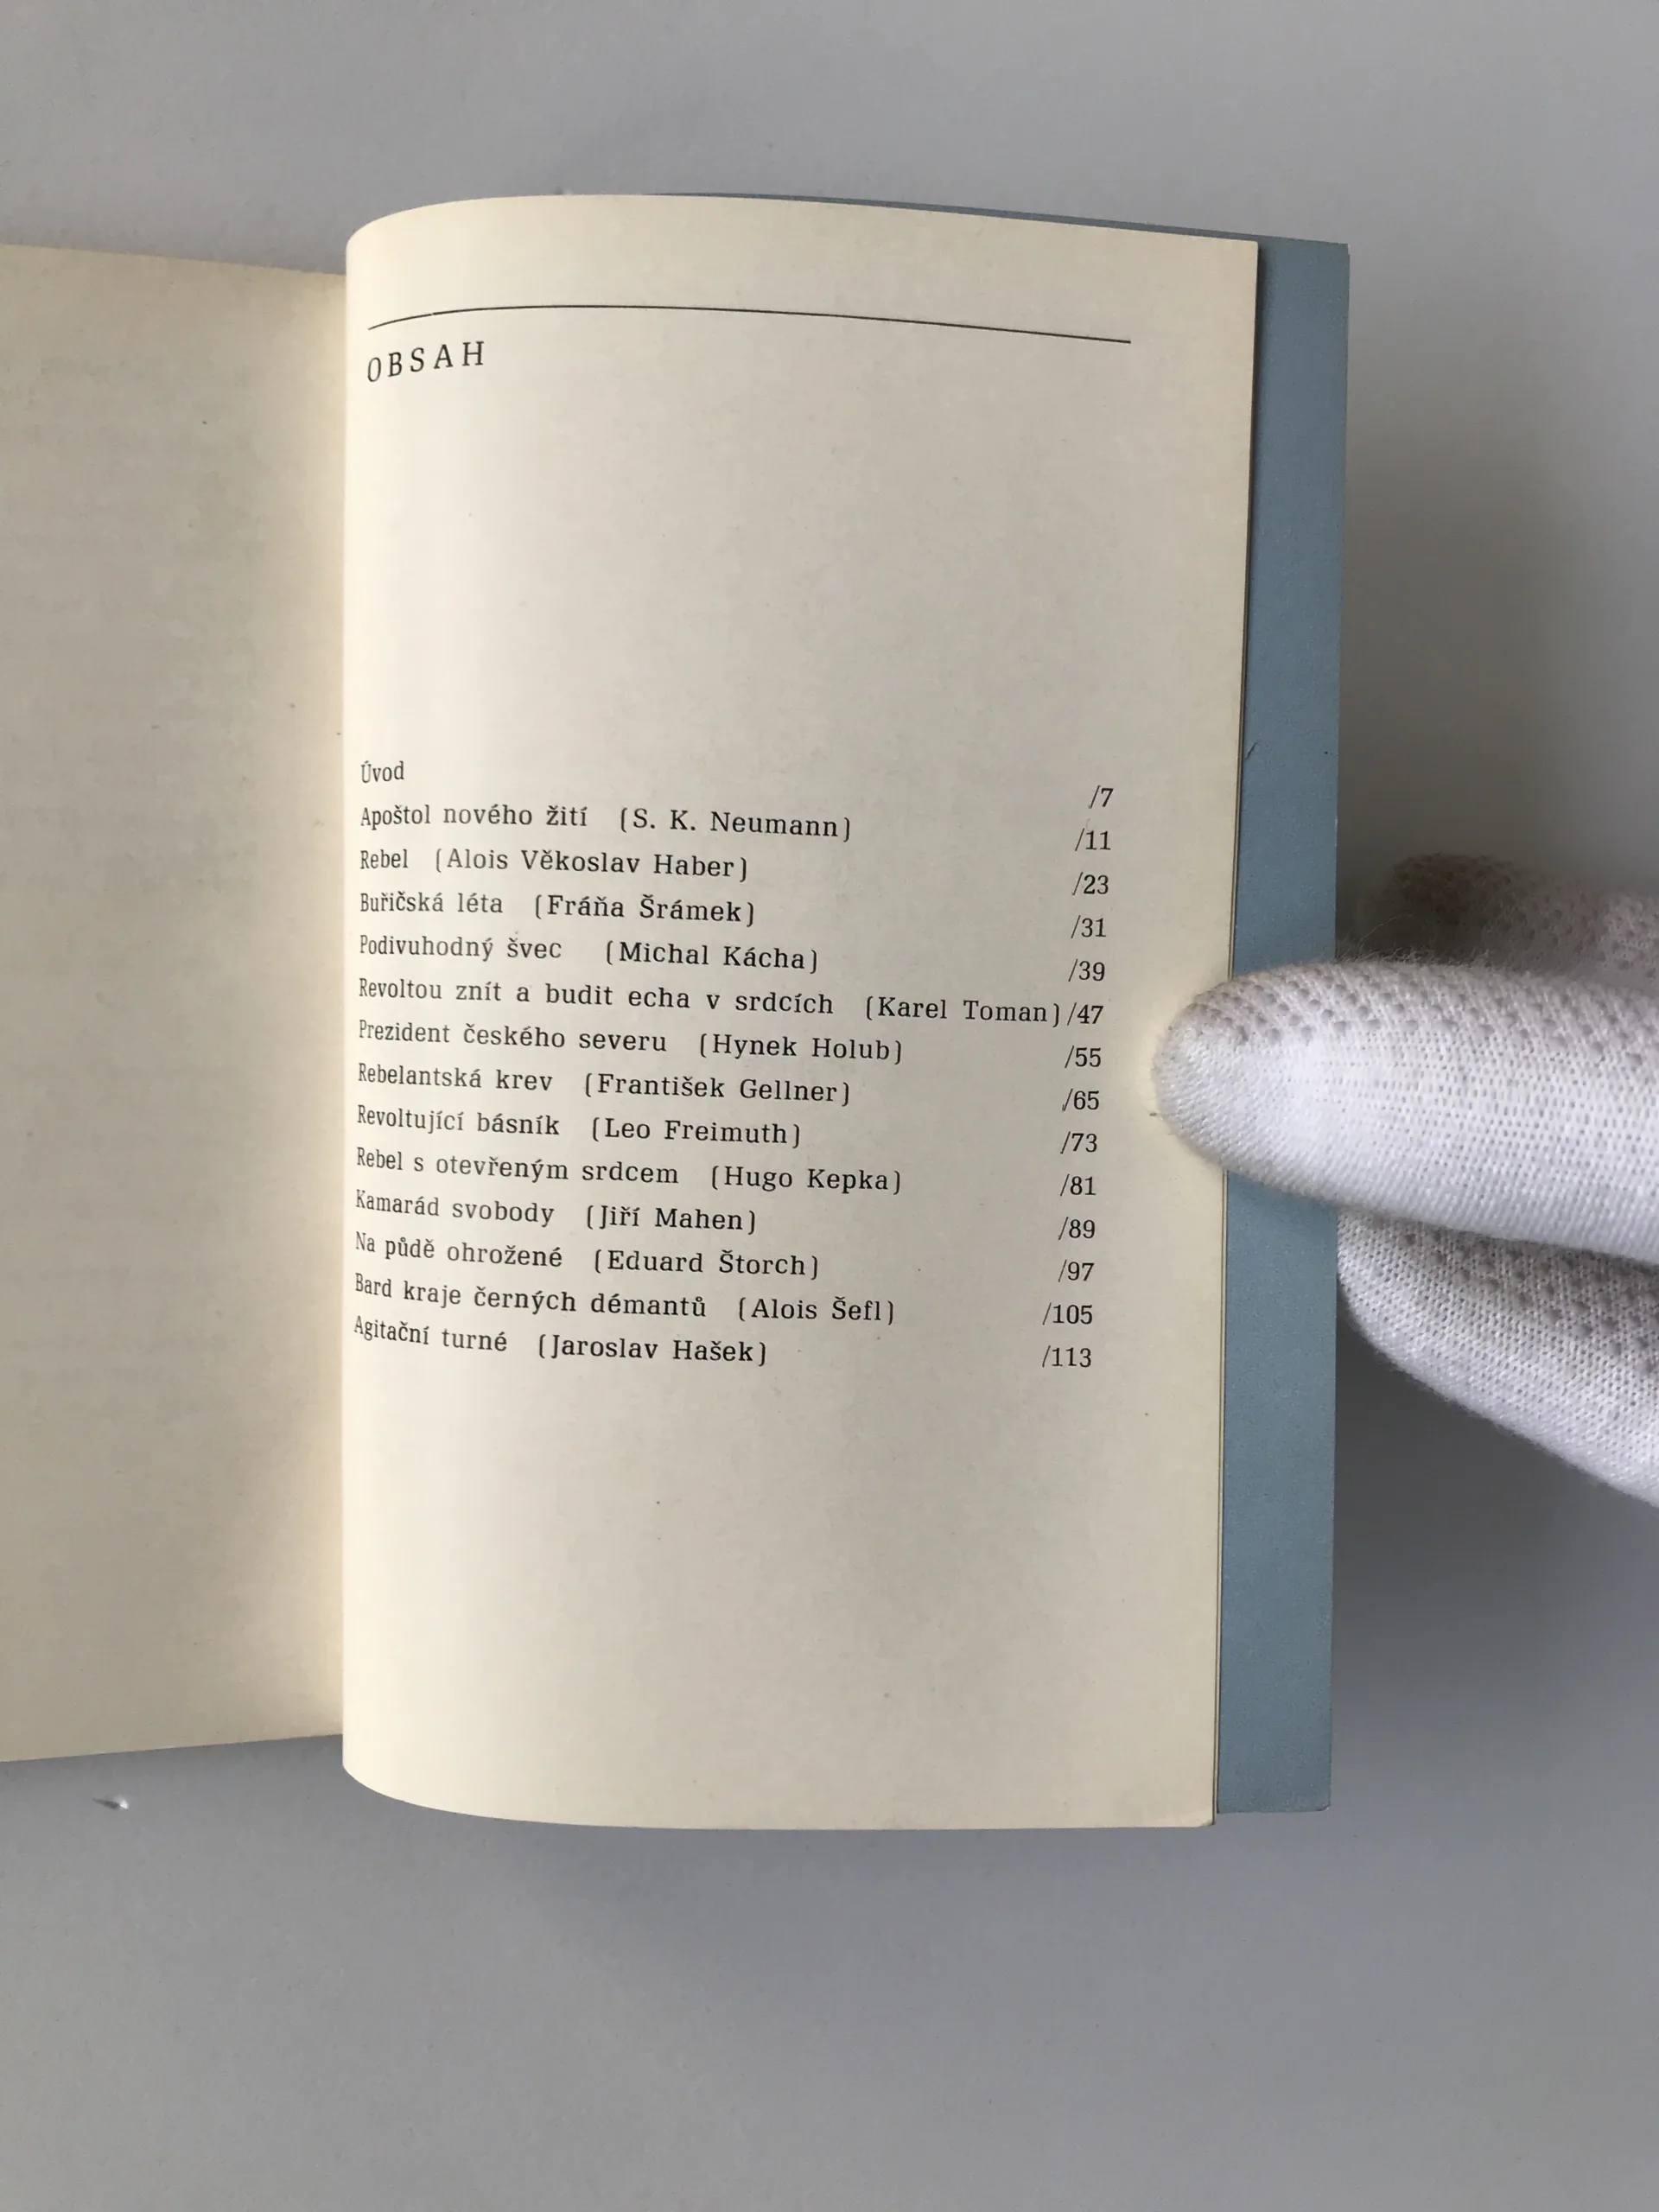 OBSAH
Úvod /7
Apoštol nového žití (S. K. Neumann) /11
Rebel (Alois Věkoslav Haber) /23
Buřičská léta (Fráňa Šrámek) /31
Podivuhodný švec (Michal Kácha) /39
Revoltou znít a budit echa v srdcích (Karel Toman) /47
Prezident českého severu (Hynek Holub) /55
Rebelantská krev (František Gellner) /65
Revoltující básník (Leo Freimuth) /73
Rebel s otevřeným srdcem (Hugo Kepka) /81
Kamarád svobody (Jiří Mahen) /89
Na půdě ohrožené (Eduard Štorch) /97
Bard kraje černých démantů (Alois Šefl) /105
Agitační turné (Jaroslav Hašek) /113